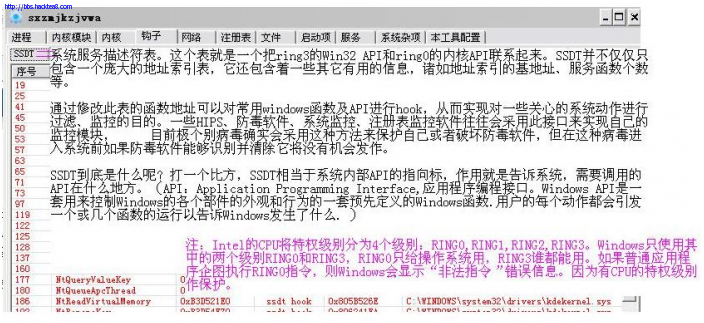 http://bbs.hacktea8.com
sxzmjkzjvwa
进程 内核模块 内核 钩子 网络 注册表 文件 启动项 服务 系统杂项 本工具配置
SSDT
序号
系统服务描述符表。这个表就是一个把ring3的Win32 API和ring0的内核API联系起来。SSDT并不仅仅只
包含一个庞大的地址索引表，它还包含着一些其它有用的信息，诸如地址索引的基地址、服务函数个数
等。
通过修改此表的函数地址可以对常用windows函数及API进行hook，从而实现对一些关心的系统动作进行
过滤、监控的目的。一些HIPS、防毒软件、系统监控、注册表监控软件往往会采用此接口来实现自己的
监控模块， 目前极个别病毒确实会采用这种方法来保护自己或者破坏防毒软件，但在这种病毒进
入系统前如果防毒软件能够识别并清除它将没有机会发作。
SSDT到底是什么呢？打一个比方，SSDT相当于系统内部API的指向标，作用就是告诉系统，需要调用的
API在什么地方。（API：Application Programming Interface,应用程序编程接口。Windows API是一
套用来控制Windows的各个部件的外观和行为的一套预定义的Windows函数.用户的每个动作都会引发
一个或几个函数的运行以告诉Windows发生了什么.）
注：Intel的CPU将特权级别分为4个级别：RING0,RING1,RING2,RING3。Windows只使用其
中的两个级别RING0和RING3，RING0只给操作系统用，RING3谁都能用。如果普通应用程
序企图执行RING0指令，则Windows会显示“非法指令”错误信息。因为有CPU的特权级别
作保护。
19
25
41
45
47
50
53
55
63
65
71
73
97
119
122
125
128
137
160
177 NtQueryValueKey 0
180 NtQueueApcThread 0
186 NtReadVirtualMemory 0xB3D521E0 ssdt hook 0x805B526E C:\WINDOWS\system32\drivers\kdekernel.sys